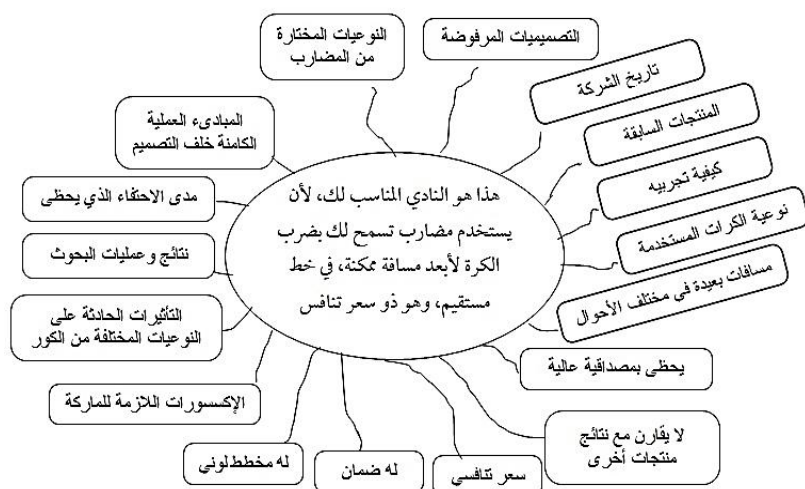 التصميميات المرفوضة
النوعيات المختارة
من المضارب
تاريخ الشركة
المنتجات السابقة
كيفية تجربيه
نوعية الكرات المستخدمة
مسافات بعيدة في مختلف الأحوال
المبادىء العملية
الكامنة خلف التصميم
مدى الاحتفاء الذي يحظى
نتائج وعمليات البحوث
التأثيرات الحادثة على
النوعيات المختلفة من الكور
الإكسسورات اللازمة للماركة
هذا هو النادي المناسب لك، لأن
يستخدم مضارب تسمح لك بضرب
الكرة لأبعد مسافة ممكنة، في خط
مستقيم، وهو ذو سعر تنافس
يحظى بمصداقية عالية
لا يقارن مع نتائج
منتجات أخرى
سعر تنافسي
له ضمان
له مخطط لوني